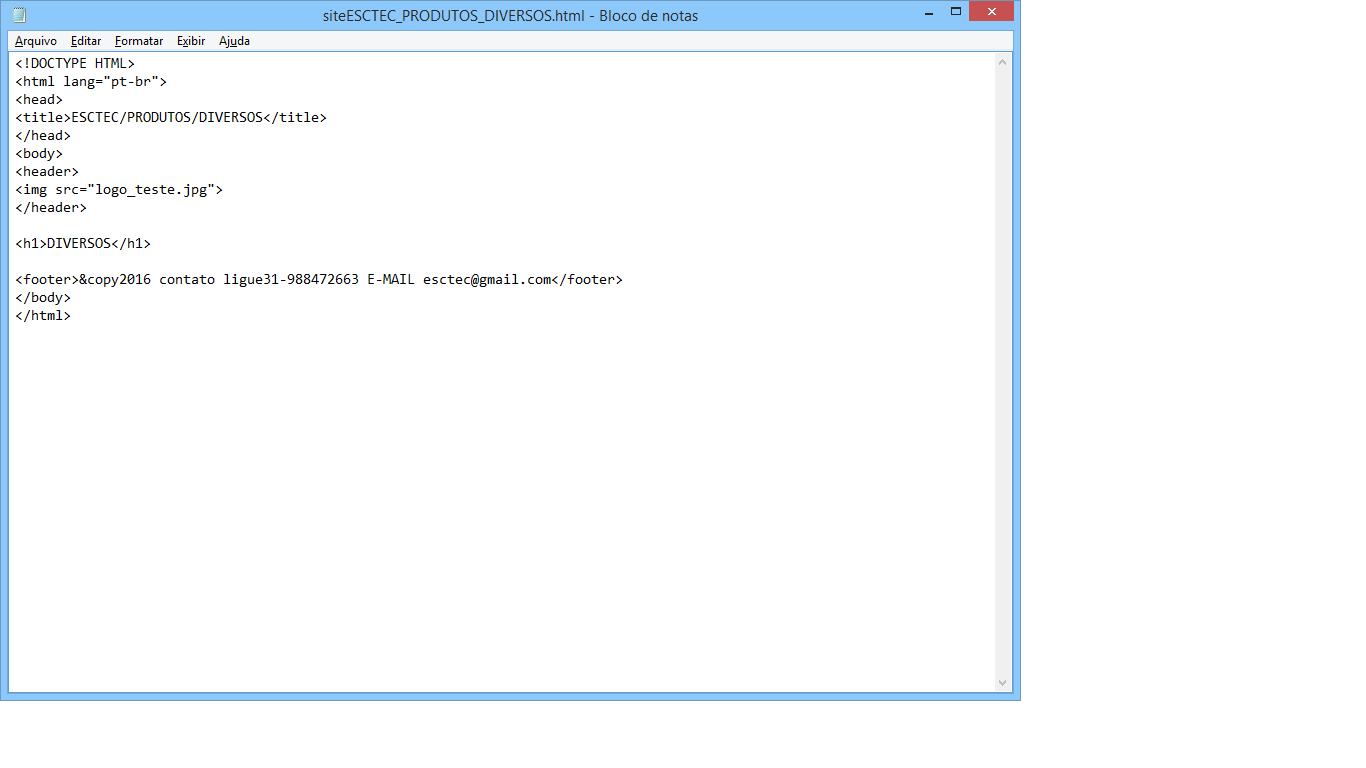 siteESCTEC_PRODUTOS_DIVERSOS.html - Bloco de notas
Arquivo Editar Formatar Exibir Ajuda
<!DOCTYPE HTML>
<html lang="pt-br">
<head>
<title>ESCTEC/PRODUTOS/DIVERSOS</title>
</head>
<body>
<header>
<img src="logo_teste.jpg">
</header>
<h1>DIVERSOS</h1>
<footer>&copy2016 contato ligue31-988472663 E-MAIL esctec@gmail.com</footer>
</body>
</html>